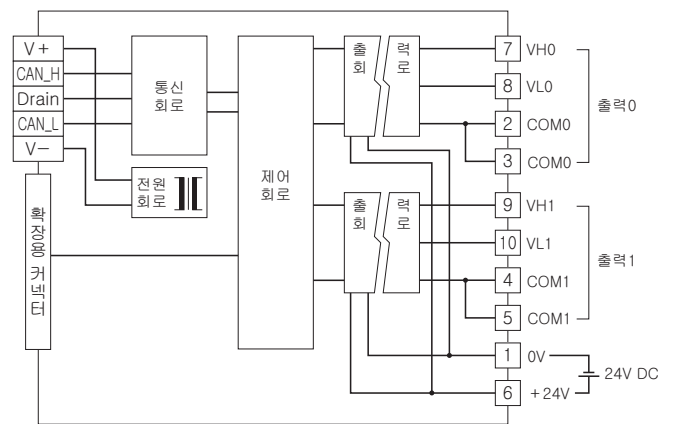 V+
CAN_H
Drain
CAN_L
V−
확장용 커넥터
통신
회로
전원
회로
제어
회로
출 력
회 로
출 력
회 로
7 VH0
8 VL0
2 COM0
3 COM0
출력0
9 VH1
10 VL1
4 COM1
5 COM1
출력1
1 0V
6 +24V
24V DC